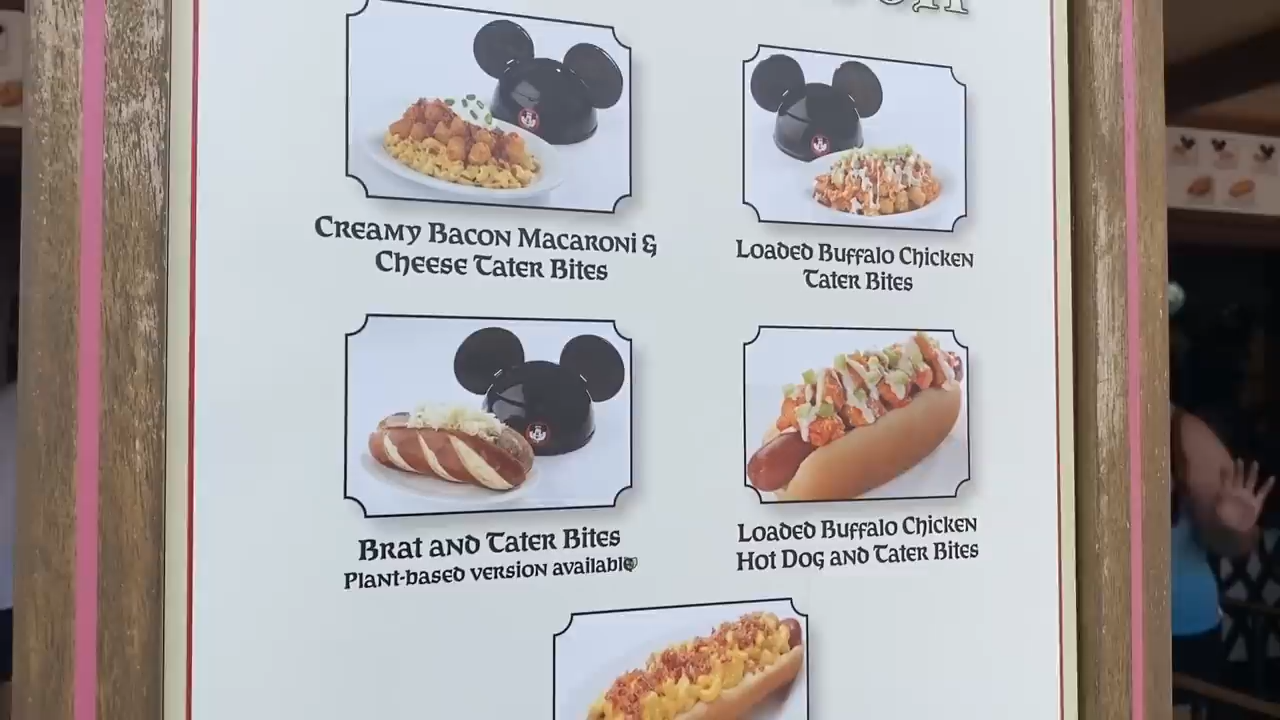 Creamy Bacon Macaroni &
Cheese Tater Bites
Loaded Buffalo Chicken
Tater Bites
Brat and Tater Bites
Plant-based version available
Loaded Buffalo Chicken
Hot Dog and Tater Bites